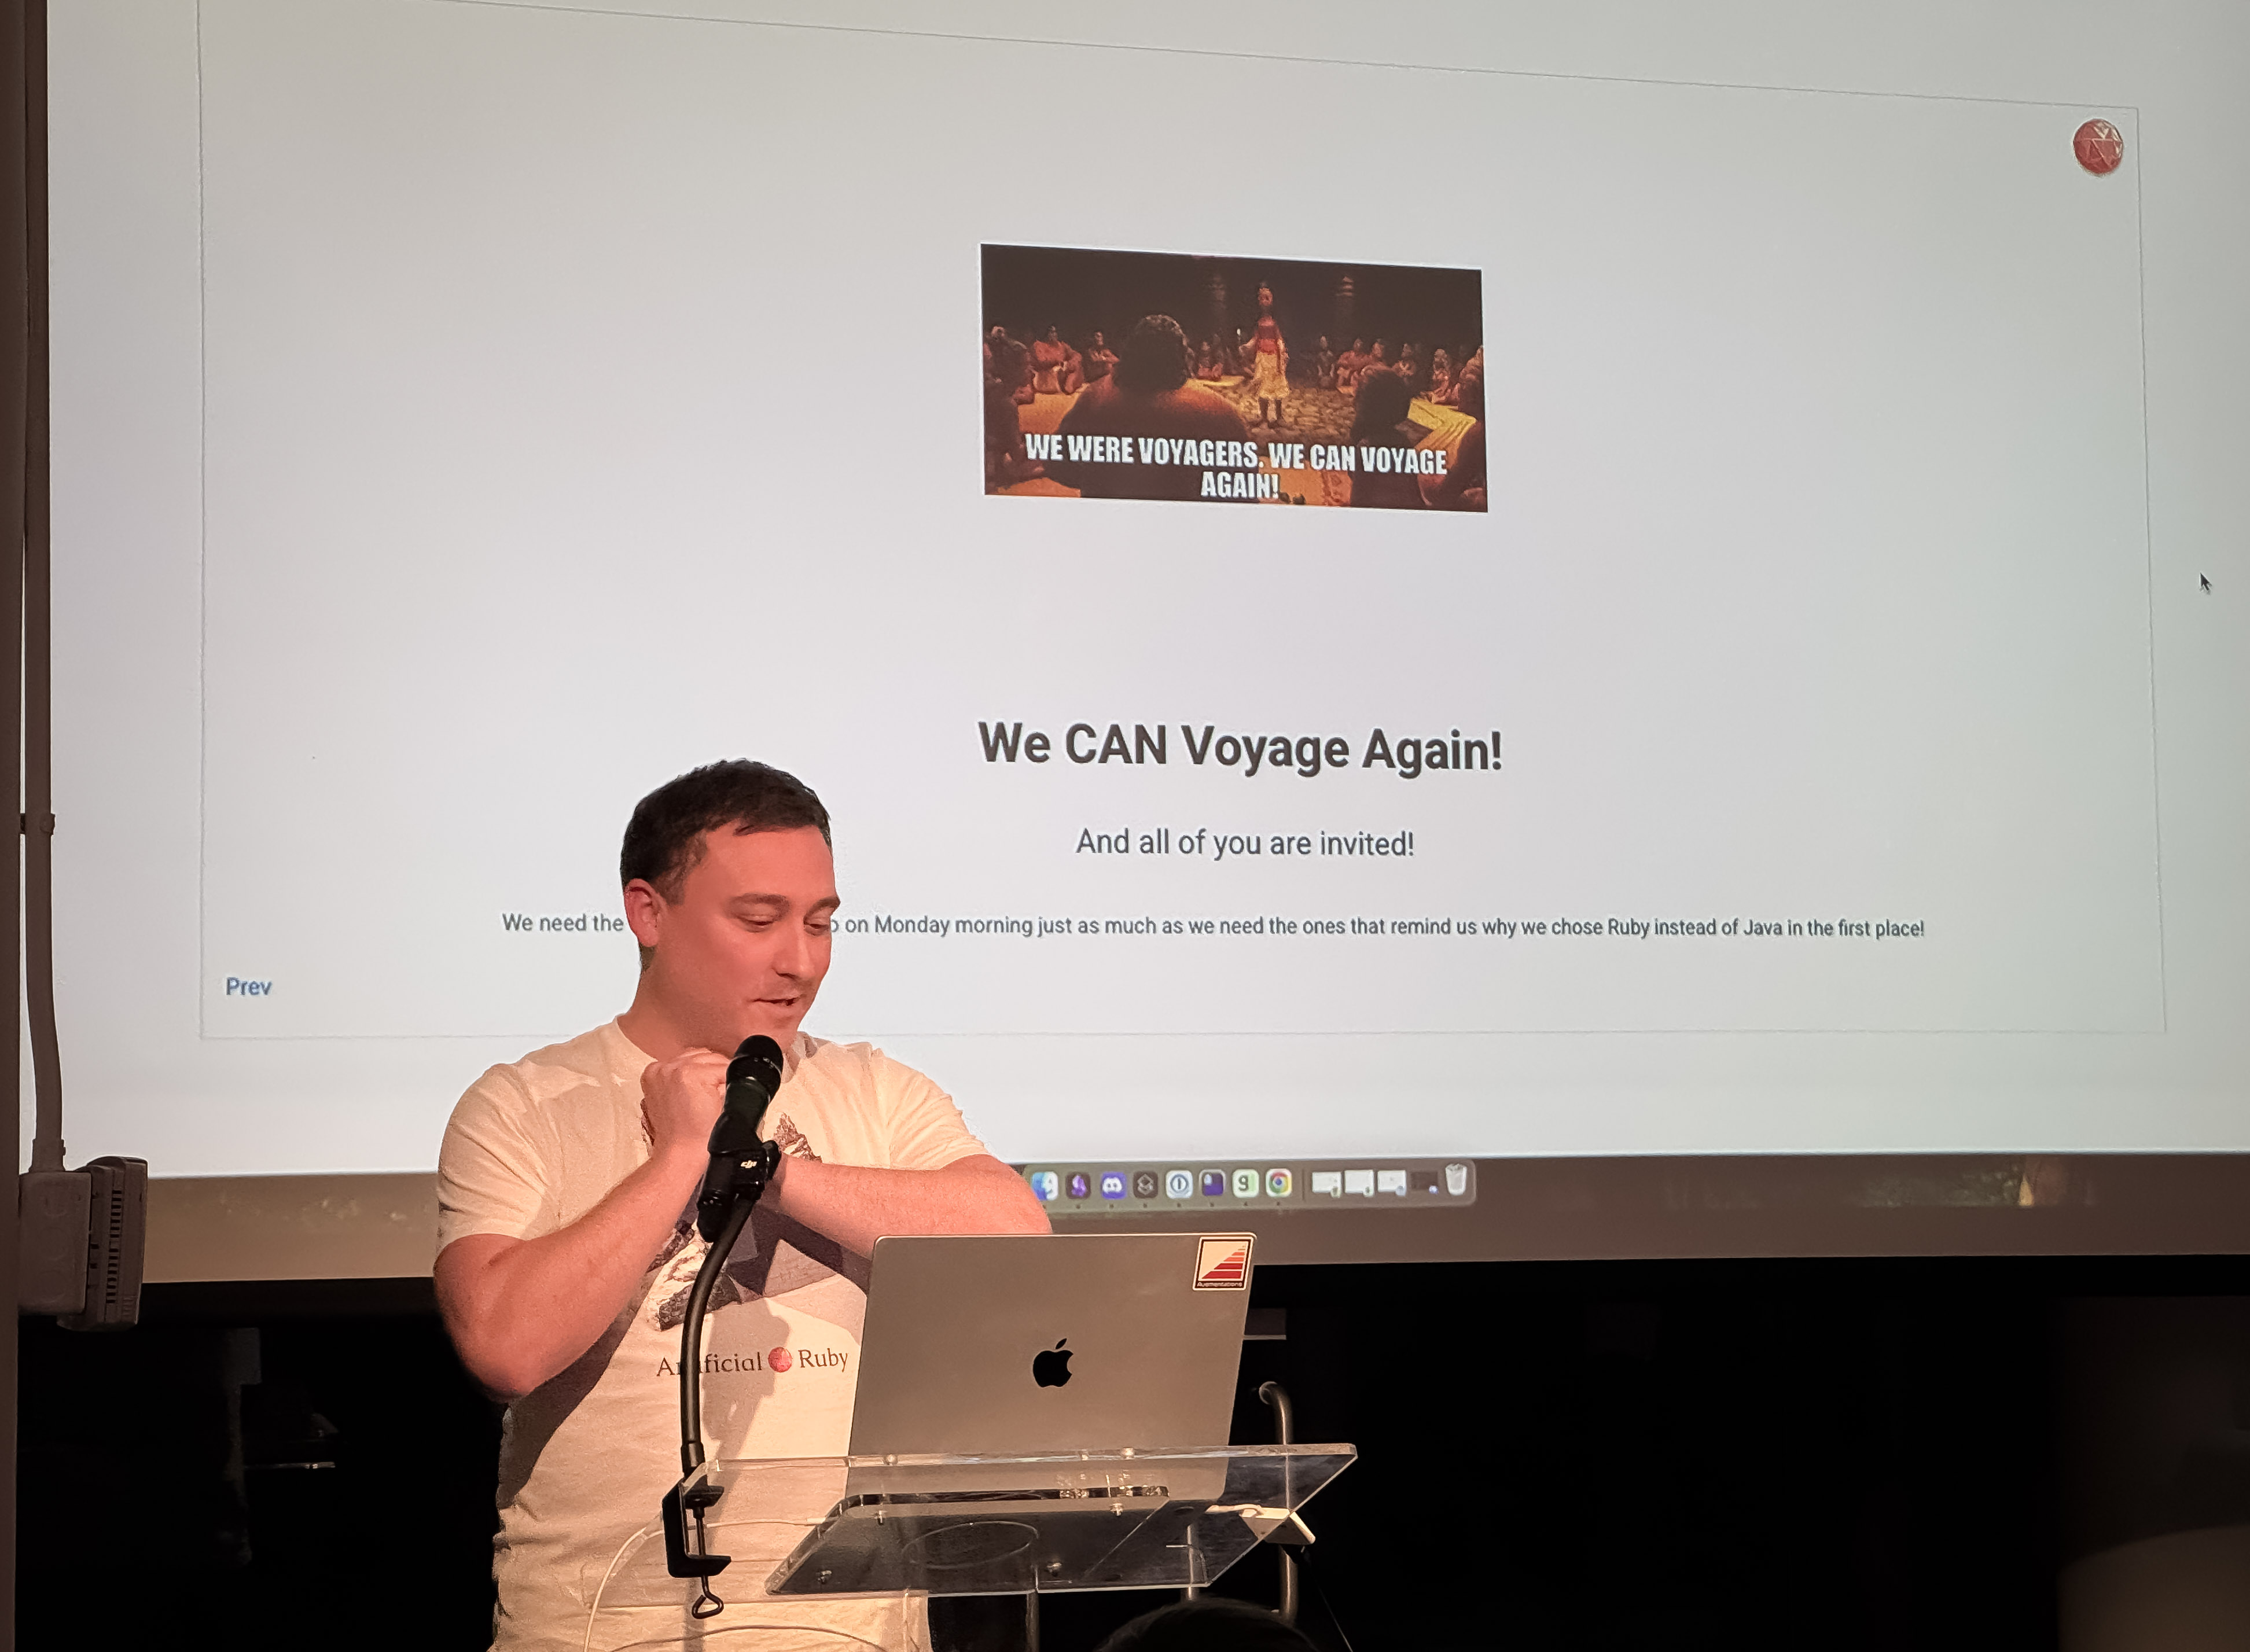 WE WERE VOYAGERS. WE CAN VOYAGE
AGAIN!
We CAN Voyage Again!
And all of you are invited!
We need the on Monday morning just as much as we need the ones that remind us why we chose Ruby instead of Java in the first place!
Prev
Ruby